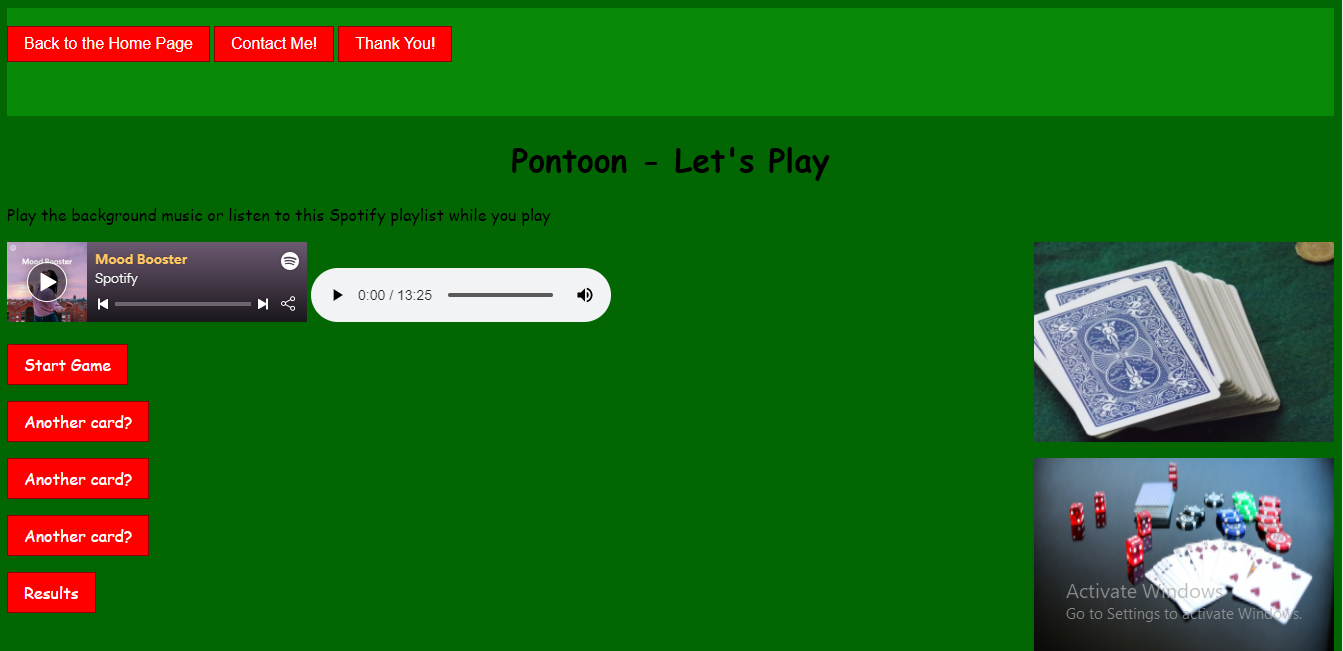 Back to the Home Page
Contact Me!
Thank You!
Pontoon - Let's Play
Play the background music or listen to this Spotify playlist while you play
Mood Booster
Mood Booster
Spotify
0:00 / 13:25
Start Game
Another card?
Another card?
Another card?
Results
Activate Windows
Go to Settings to activate Windows.